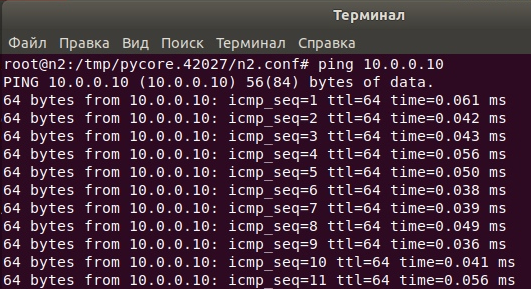 Терминал
Файл Правка Вид Поиск Терминал Справка
root@n2:/tmp/pycore.42027/n2.conf# ping 10.0.0.10
PING 10.0.0.10 (10.0.0.10) 56(84) bytes of data.
64 bytes from 10.0.0.10: icmp_seq=1 ttl=64 time=0.061 ms
64 bytes from 10.0.0.10: icmp_seq=2 ttl=64 time=0.042 ms
64 bytes from 10.0.0.10: icmp_seq=3 ttl=64 time=0.043 ms
64 bytes from 10.0.0.10: icmp_seq=4 ttl=64 time=0.056 ms
64 bytes from 10.0.0.10: icmp_seq=5 ttl=64 time=0.050 ms
64 bytes from 10.0.0.10: icmp_seq=6 ttl=64 time=0.038 ms
64 bytes from 10.0.0.10: icmp_seq=7 ttl=64 time=0.039 ms
64 bytes from 10.0.0.10: icmp_seq=8 ttl=64 time=0.049 ms
64 bytes from 10.0.0.10: icmp_seq=9 ttl=64 time=0.036 ms
64 bytes from 10.0.0.10: icmp_seq=10 ttl=64 time=0.041 ms
64 bytes from 10.0.0.10: icmp_seq=11 ttl=64 time=0.056 ms